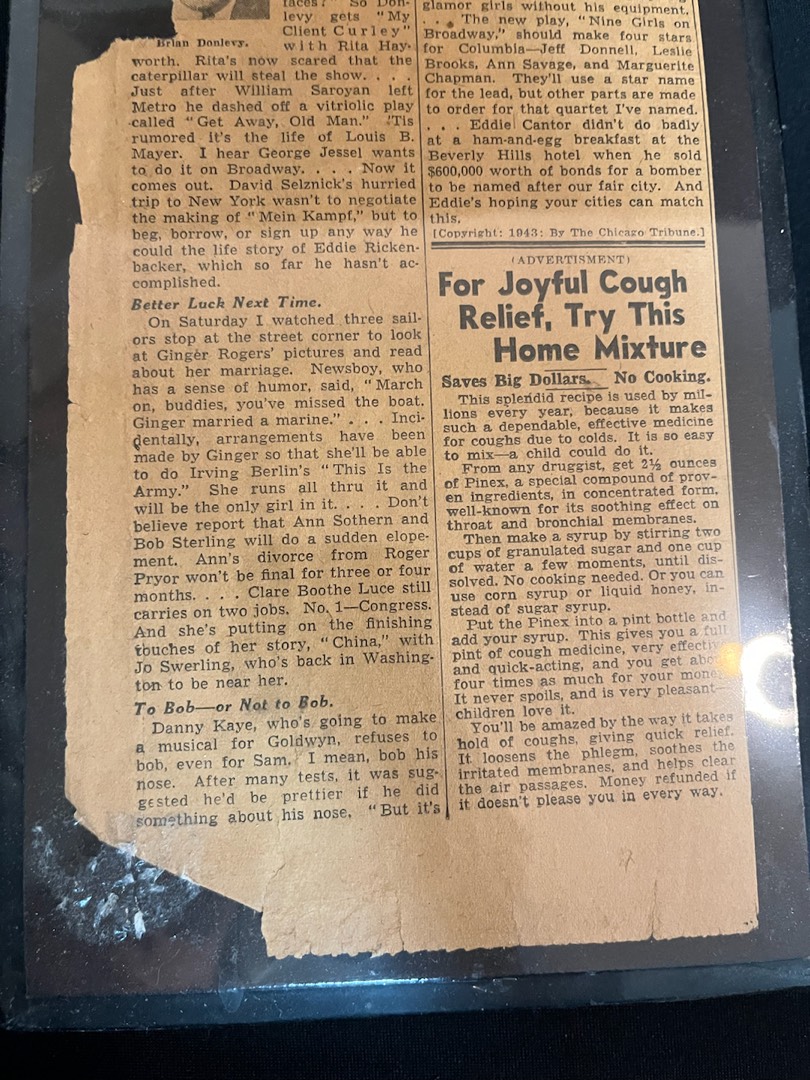 faces?" So Don-
levy gets "My
Client Curley"
Brian Donlevy.
with Rita Hay-
worth. Rita's now scared that the
caterpillar will steal the show. . . .
Just after William Saroyan left
Metro he dashed off a vitriolic play
called "Get Away, Old Man." 'Tis
rumored it's the life of Louis B.
Mayer. I hear George Jessel wants
to do it on Broadway. . . . Now it
comes out. David Selznick's hurried
trip to New York wasn't to negotiate
the making of "Mein Kampf," but to
beg, borrow, or sign up any way he
could the life story of Eddie Ricken-
backer, which so far he hasn't ac-
complished.
Better Luck Next Time.
On Saturday I watched three sail-
ors stop at the street corner to look
at Ginger Rogers' pictures and read
about her marriage. Newsboy, who
has a sense of humor, said, "March
on, buddies, you've missed the boat.
Ginger married a marine." . . . Inci-
dentally, arrangements have been
made by Ginger so that she'll be able
to do Irving Berlin's "This Is the
Army." She runs all thru it and
will be the only girl in it. . . . Don't
believe report that Ann Sothern and
Bob Sterling will do a sudden elope-
ment. Ann's divorce from Roger
Pryor won't be final for three or four
months. . . . Clare Boothe Luce still
carries on two jobs. No. 1—Congress.
And she's putting on the finishing
touches of her story, "China," with
Jo Swerling, who's back in Washing-
ton to be near her.
To Bob—or Not to Bob.
Danny Kaye, who's going to make
a musical for Goldwyn, refuses to
bob, even for Sam. I mean, bob his
nose. After many tests, it was sug-
gested he'd be prettier if he did
something about his nose. "But it's
glamor girls without his equipment.
. . . The new play, "Nine Girls on
Broadway," should make four stars
for Columbia—Jeff Donnell, Leslie
Brooks, Ann Savage, and Marguerite
Chapman. They'll use a star name
for the lead, but other parts are made
to order for that quartet I've named.
. . . Eddie Cantor didn't do badly
at a ham-and-egg breakfast at the
Beverly Hills hotel when he sold
$600,000 worth of bonds for a bomber
to be named after our fair city. And
Eddie's hoping your cities can match
this.
[Copyright: 1943: By The Chicago Tribune.]
(ADVERTISMENT)
For Joyful Cough
Relief, Try This
Home Mixture
Saves Big Dollars. No Cooking.
This splendid recipe is used by mil-
lions every year, because it makes
such a dependable, effective medicine
for coughs due to colds. It is so easy
to mix—a child could do it.
From any druggist, get 2½ ounces
of Pinex, a special compound of prov-
en ingredients, in concentrated form,
well-known for its soothing effect on
throat and bronchial membranes.
Then make a syrup by stirring two
cups of granulated sugar and one cup
of water a few moments, until dis-
solved. No cooking needed. Or you can
use corn syrup or liquid honey, in-
stead of sugar syrup.
Put the Pinex into a pint bottle and
add your syrup. This gives you a full
pint of cough medicine, very effective
and quick-acting, and you get about
four times as much for your money.
It never spoils, and is very pleasant—
children love it.
You'll be amazed by the way it takes
hold of coughs, giving quick relief.
It loosens the phlegm, soothes the
irritated membranes, and helps clear
the air passages. Money refunded if
it doesn't please you in every way.